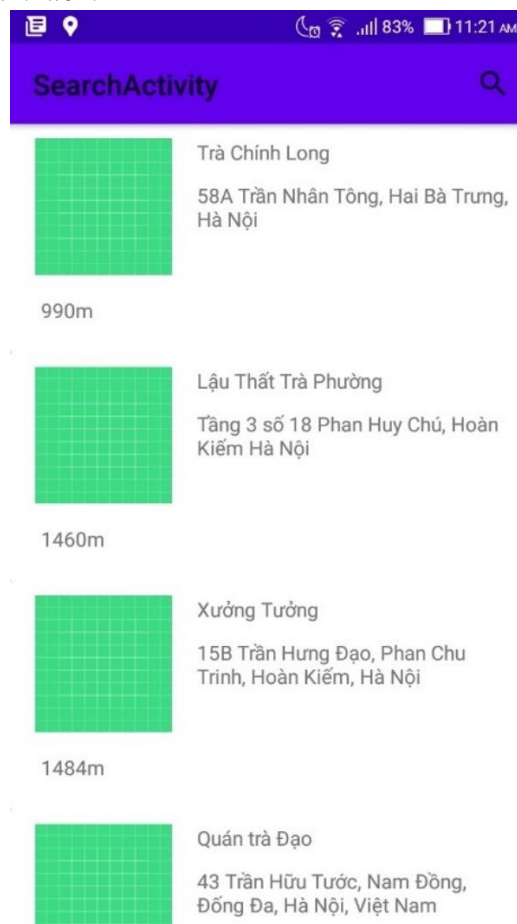 83% 11:21 AM
SearchActivity
Trà Chính Long
58A Trần Nhân Tông, Hai Bà Trưng,
Hà Nội
990m
Lậu Thất Trà Phường
Tầng 3 số 18 Phan Huy Chú, Hoàn
Kiếm Hà Nội
1460m
Xưởng Tưởng
15B Trần Hưng Đạo, Phan Chu
Trinh, Hoàn Kiếm, Hà Nội
1484m
Quán trà Đạo
43 Trần Hữu Tước, Nam Đồng,
Đống Đa, Hà Nội, Việt Nam